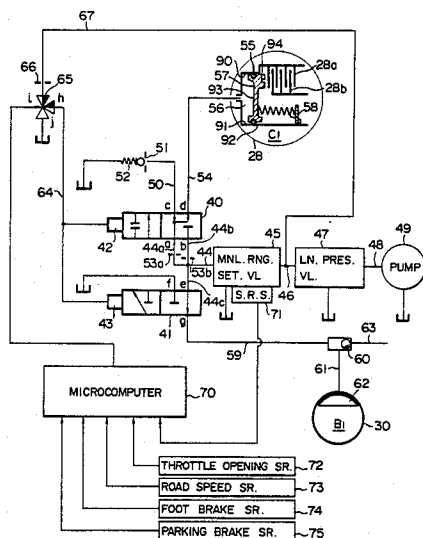 67
66
65
i
h
j
90
55
94
57
93
28a
28b
56
58
91
92
C1
28
51
52
50
54
64
c
d
40
42
a
b
44b
44a
53a
44
53b
45
MNL. RNG. SET. VL
S.R.S.
71
46
47
LN. PRES. VL.
48
49
PUMP
f
e
44c
43
g
41
59
60
63
61
62
B1
30
MICROCOMPUTER
70
THROTTLE OPENING SR.
72
ROAD SPEED SR.
73
FOOT BRAKE SR.
74
PARKING BRAKE SR.
75